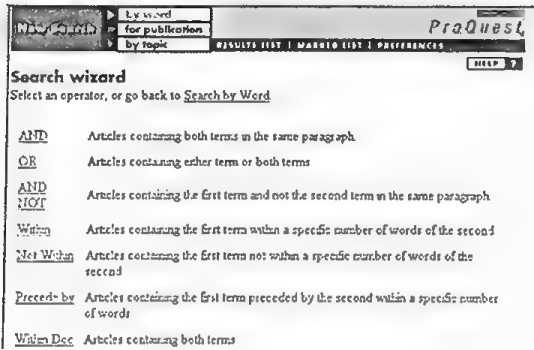 by word
for publication
by topic
ProQuest
RESULTS LIST | MARKED LIST | PREFERENCES
HELP ?
Search wizard
Select an operator, or go back to Search by Word.
AND Articles containing both terms in the same paragraph.
OR Articles containing either term or both terms
AND NOT Articles containing the first term and not the second term in the same paragraph.
Within Articles containing the first term within a specific number of words of the second
Not Within Articles containing the first term not within a specific number of words of the
second
Precede by Articles containing the first term preceded by the second within a specific number
of words
Within Doc Articles containing both terms